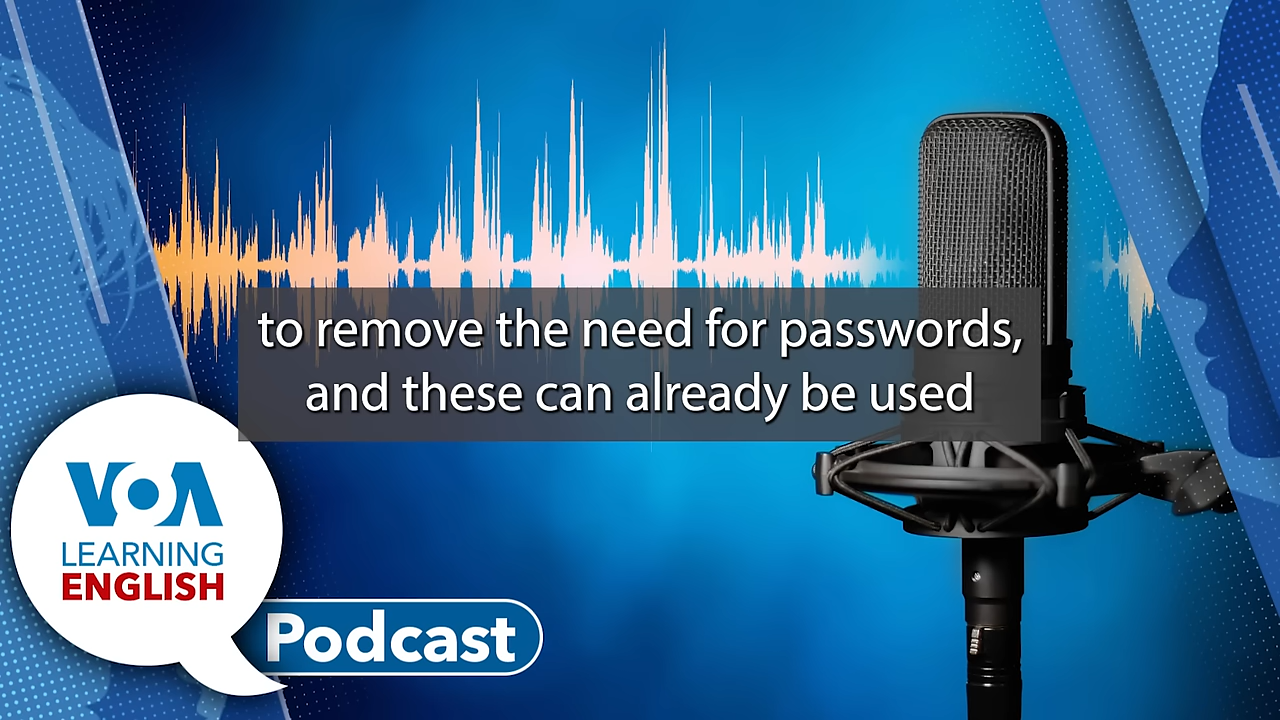 to remove the need for passwords,
and these can already be used
VOA
LEARNING
ENGLISH
Podcast